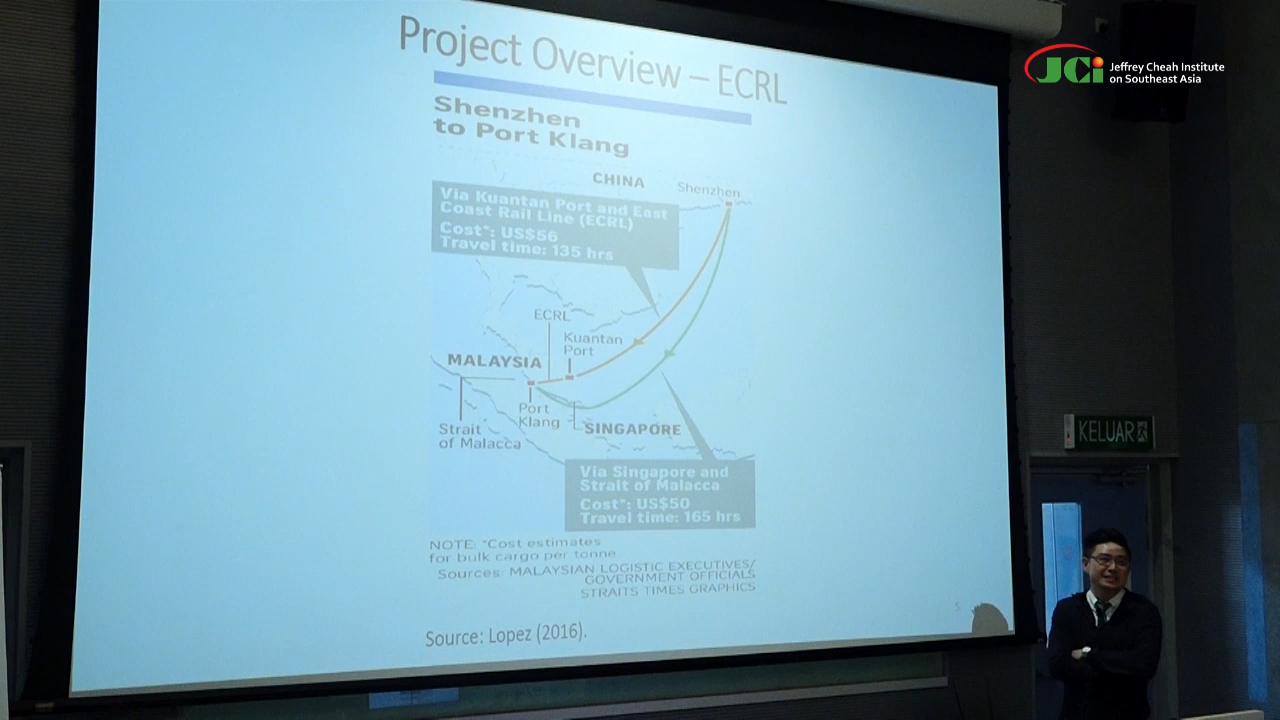 Project Overview – ECRL
JCi Jeffrey Cheah Institute
on Southeast Asia
Shenzhen
to Port Klang
CHINA
Shenzhen
Via Kuantan Port and East
Coast Rail Line (ECRL)
Cost*: US$56
Travel time: 135 hrs
ECRL
Kuantan
Port
MALAYSIA
Port
Klang
Strait
of Malacca
SINGAPORE
KELUAR
Via Singapore and
Strait of Malacca
Cost*: US$50
Travel time: 165 hrs
NOTE: *Cost estimates
for bulk cargo per tonne
Sources: MALAYSIAN LOGISTIC EXECUTIVES/
GOVERNMENT OFFICIALS
STRAITS TIMES GRAPHICS
5
Source: Lopez (2016).